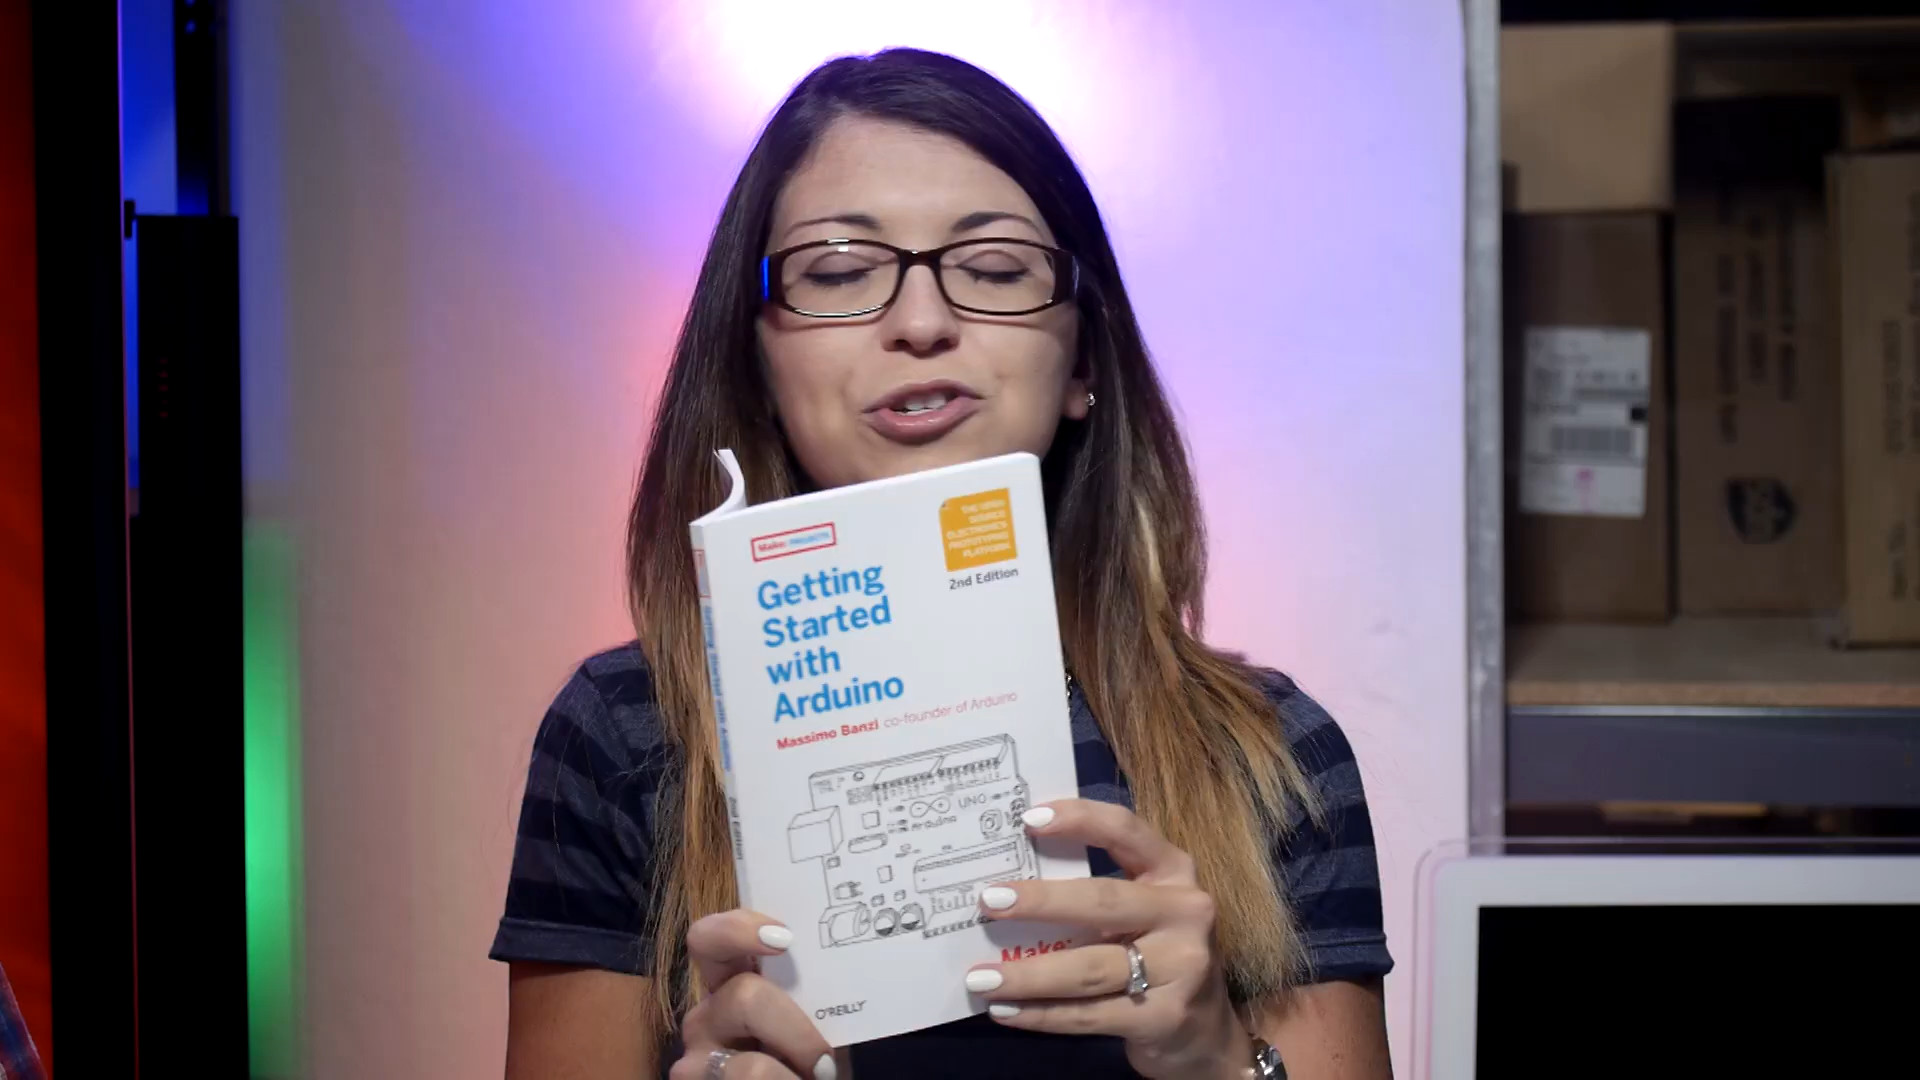 Make: PROJECTS
THE OPEN
SOURCE
ELECTRONICS
PROTOTYPING
PLATFORM
2nd Edition
Getting
Started
with
Arduino
Massimo Banzi co-founder of Arduino
UNO
Arduino
Make:
O'REILLY
Getting Started with Arduino
2nd Edition